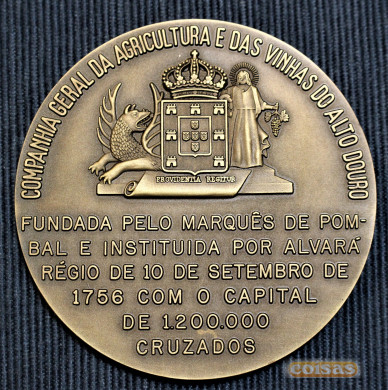 COMPANHIA GERAL DA AGRICULTURA E DAS VINHAS DO ALTO DOURO
PROVIDENTIA REGITUR
FUNDADA PELO MARQUÊS DE POM-
BAL E INSTITUIDA POR ALVARÁ
RÉGIO DE 10 DE SETEMBRO DE
1756 COM O CAPITAL
DE 1.200.000
CRUZADOS
coisas